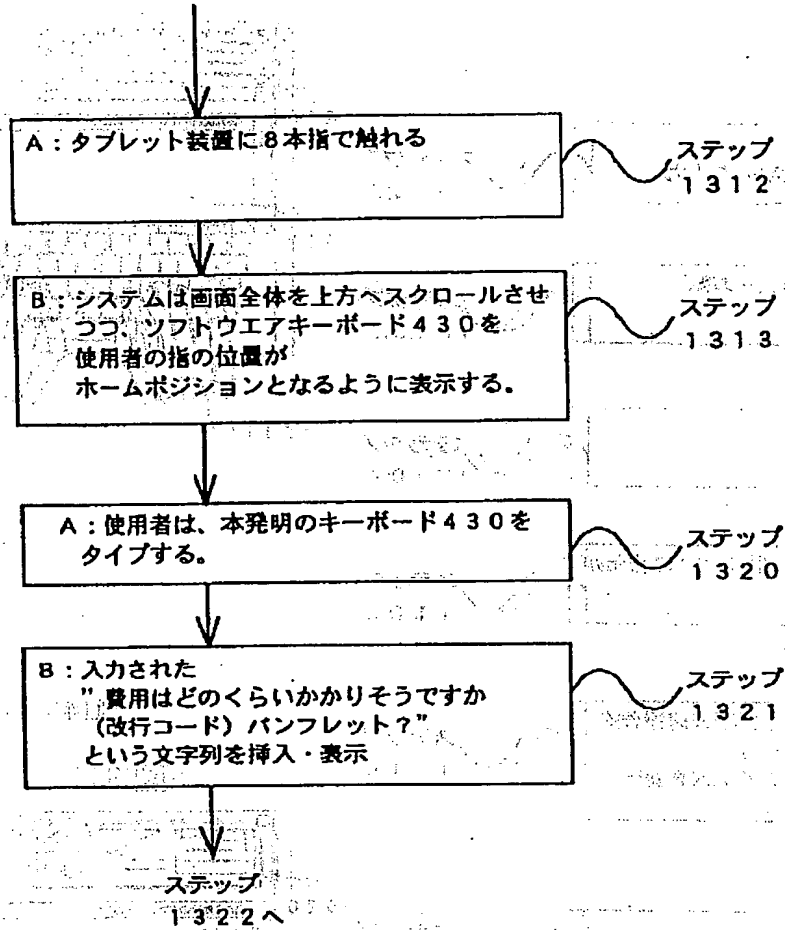 A：タブレット装置に８本指で触れる
ステップ
１３１２
B：システムは画面全体を上方へスクロールさせ
つつ、ソフトウエアキーボード４３０を
使用者の指の位置が
ホームポジションとなるように表示する。
ステップ
１３１３
A：使用者は、本発明のキーボード４３０を
タイプする。
ステップ
１３２０
B：入力された
”費用はどのくらいかかりそうですか
（改行コード）パンフレット？”
という文字列を挿入・表示
ステップ
１３２１
ステップ
１３２２へ